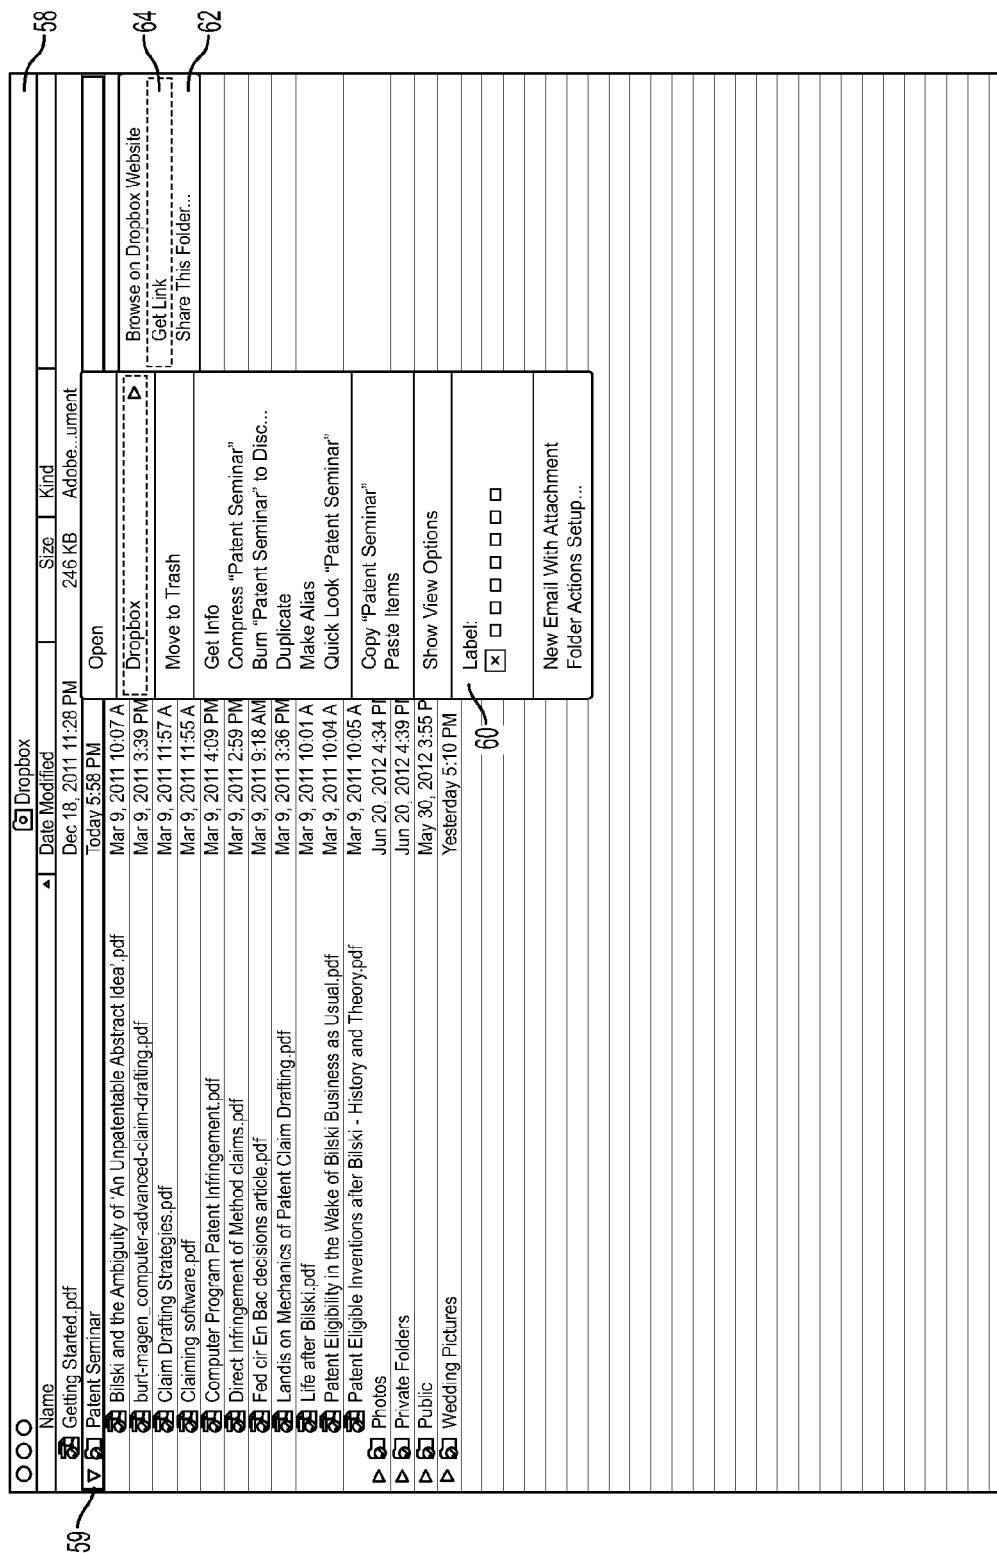 Dropbox
Name Date Modified Size Kind
Getting Started.pdf Dec 18, 2011 11:28 PM 246 KB Adobe...ument
Patent Seminar Today 5:58 PM
Bilski and the Ambiguity of 'An Unpatentable Abstract Idea'.pdf Mar 9, 2011 10:07 A
burt-magen_computer-advanced-claim-drafting.pdf Mar 9, 2011 3:39 PM
Claim Drafting Strategies.pdf Mar 9, 2011 11:57 A
Claiming software.pdf Mar 9, 2011 11:55 A
Computer Program Patent Infringement.pdf Mar 9, 2011 4:09 PM
Direct Infringement of Method claims.pdf Mar 9, 2011 2:59 PM
Fed cir En Bac decisions article.pdf Mar 9, 2011 9:18 AM
Landis on Mechanics of Patent Claim Drafting.pdf Mar 9, 2011 3:36 PM
Life after Bilski.pdf Mar 9, 2011 10:01 A
Patent Eligibility in the Wake of Bilski Business as Usual.pdf Mar 9, 2011 10:04 A
Patent Eligible Inventions after Bilski - History and Theory.pdf Mar 9, 2011 10:05 A
Photos Jun 20, 2012 4:34 P
Private Folders Jun 20, 2012 4:39 P
Public May 30, 2012 3:55 P
Wedding Pictures Yesterday 5:10 PM
Open
Dropbox
Move to Trash
Get Info
Compress "Patent Seminar"
Burn "Patent Seminar" to Disc...
Duplicate
Make Alias
Quick Look "Patent Seminar"
Copy "Patent Seminar"
Paste Items
Show View Options
Label:
New Email With Attachment
Folder Actions Setup...
Browse on Dropbox Website
Get Link
Share This Folder...
58
64
62
59
60